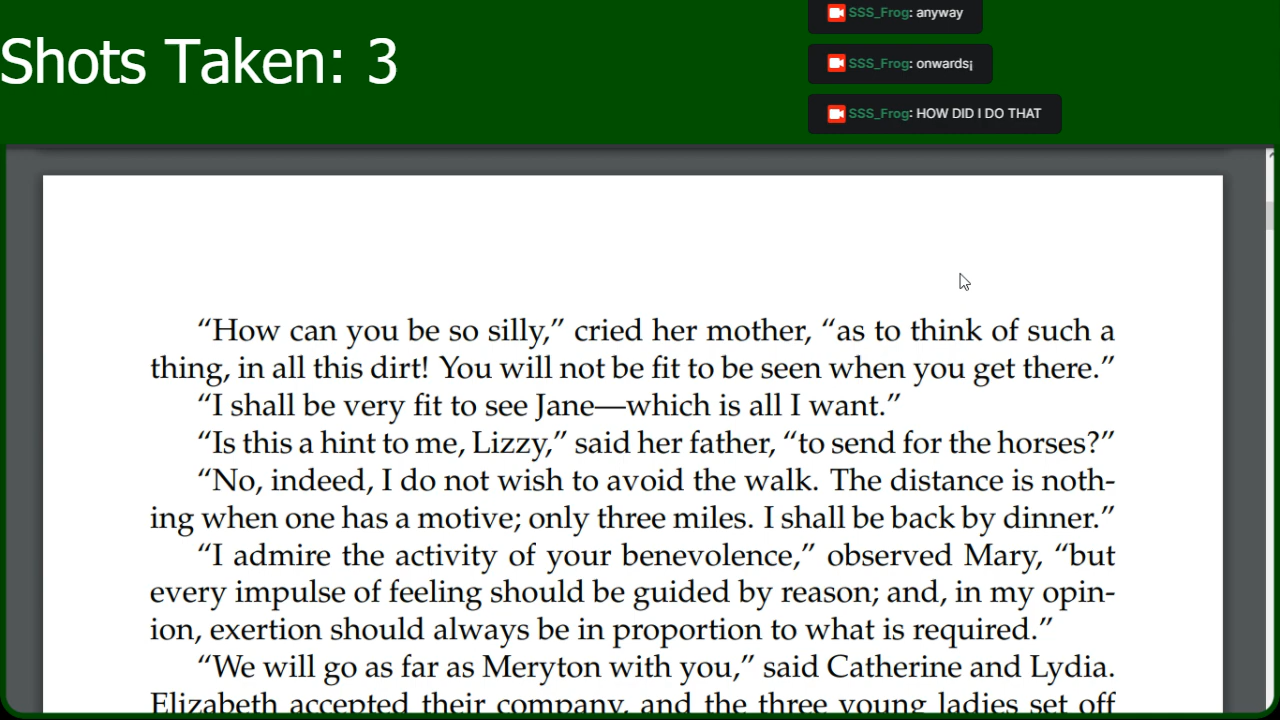 Shots Taken: 3
SSS_Frog: anyway
SSS_Frog: onwards¡
SSS_Frog: HOW DID I DO THAT
“How can you be so silly,” cried her mother, “as to think of such a
thing, in all this dirt! You will not be fit to be seen when you get there.”
“I shall be very fit to see Jane—which is all I want.”
“Is this a hint to me, Lizzy,” said her father, “to send for the horses?”
“No, indeed, I do not wish to avoid the walk. The distance is noth-
ing when one has a motive; only three miles. I shall be back by dinner.”
“I admire the activity of your benevolence,” observed Mary, “but
every impulse of feeling should be guided by reason; and, in my opin-
ion, exertion should always be in proportion to what is required.”
“We will go as far as Meryton with you,” said Catherine and Lydia.
Elizabeth accepted their company, and the three young ladies set off